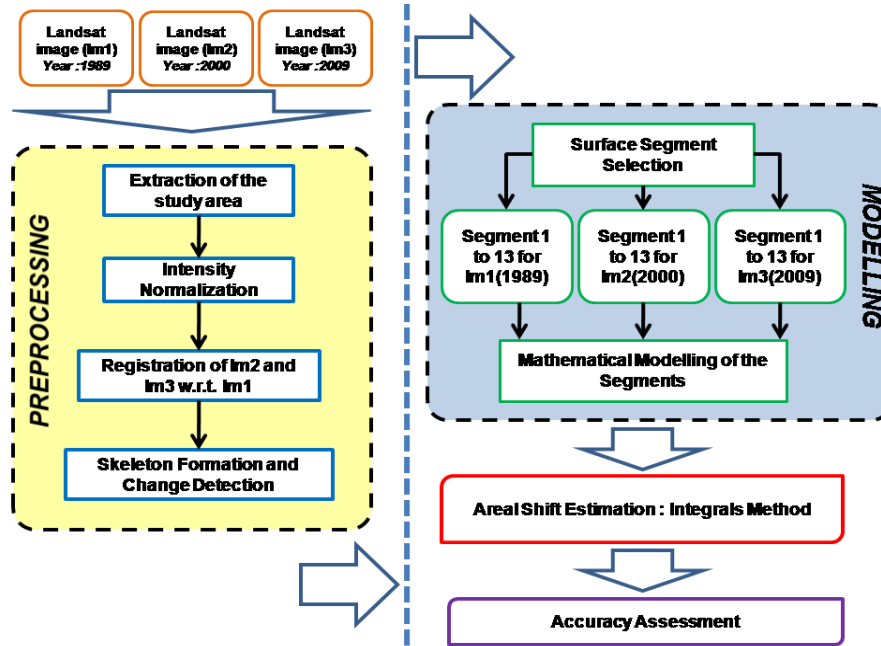 Landsat
image (Im1)
Year :1989
Landsat
image (Im2)
Year :2000
Landsat
image (Im3)
Year :2009
PREPROCESSING
Extraction of the
study area
Intensity
Normalization
Registration of Im2 and
Im3 w.r.t. Im1
Skeleton Formation and
Change Detection
MODELLING
Surface Segment
Selection
Segment 1
to 13 for
Im1(1989)
Segment 1
to 13 for
Im2(2000)
Segment 1
to 13 for
Im3(2009)
Mathematical Modelling of the
Segments
Areal Shift Estimation : Integrals Method
Accuracy Assessment